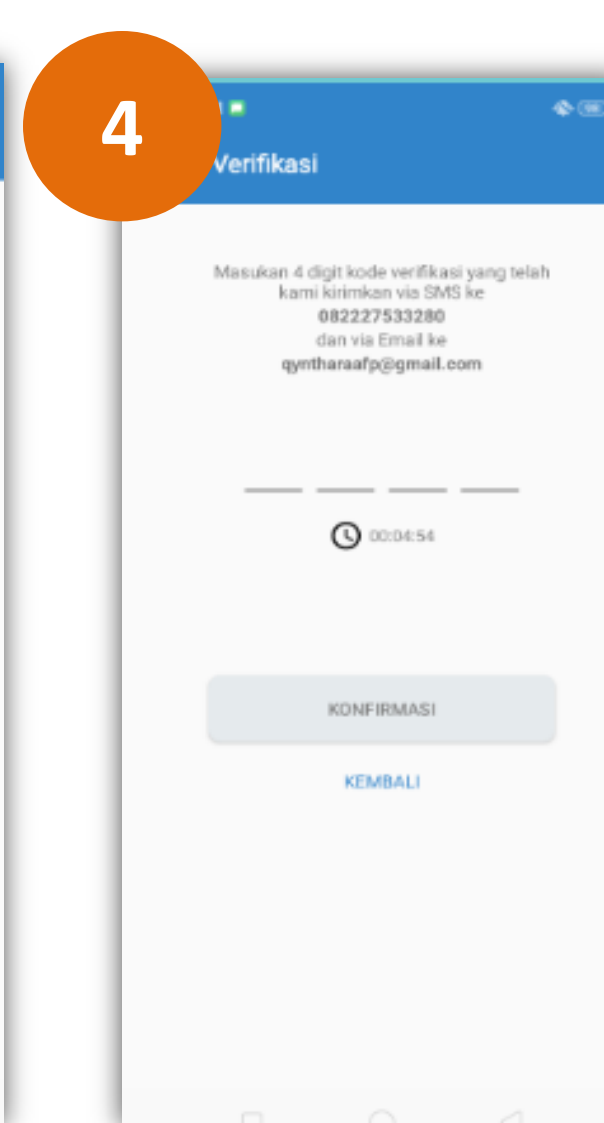 4
Verifikasi
Masukan 4 digit kode verifikasi yang telah
kami kirimkan via SMS ke
082227533280
dan via Email ke
qyntharaafp@gmail.com
00:04:54
KONFIRMASI
KEMBALI